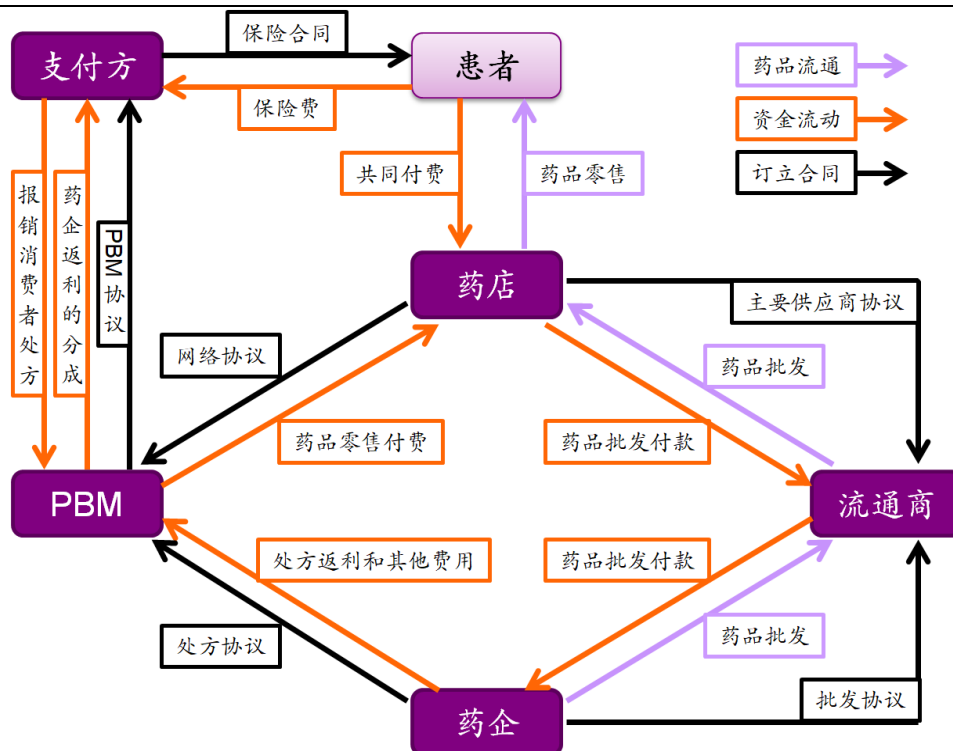 保险合同
支付方
患者
药品流通
保险费
资金流动
共同付费
药品零售
订立合同
报销消费者处方
药企返利的分成
PBM协议
药店
主要供应商协议
网络协议
药品批发
药品零售付费
药品批发付款
PBM
流通商
处方返利和其他费用
药品批发付款
处方协议
药品批发
药企
批发协议